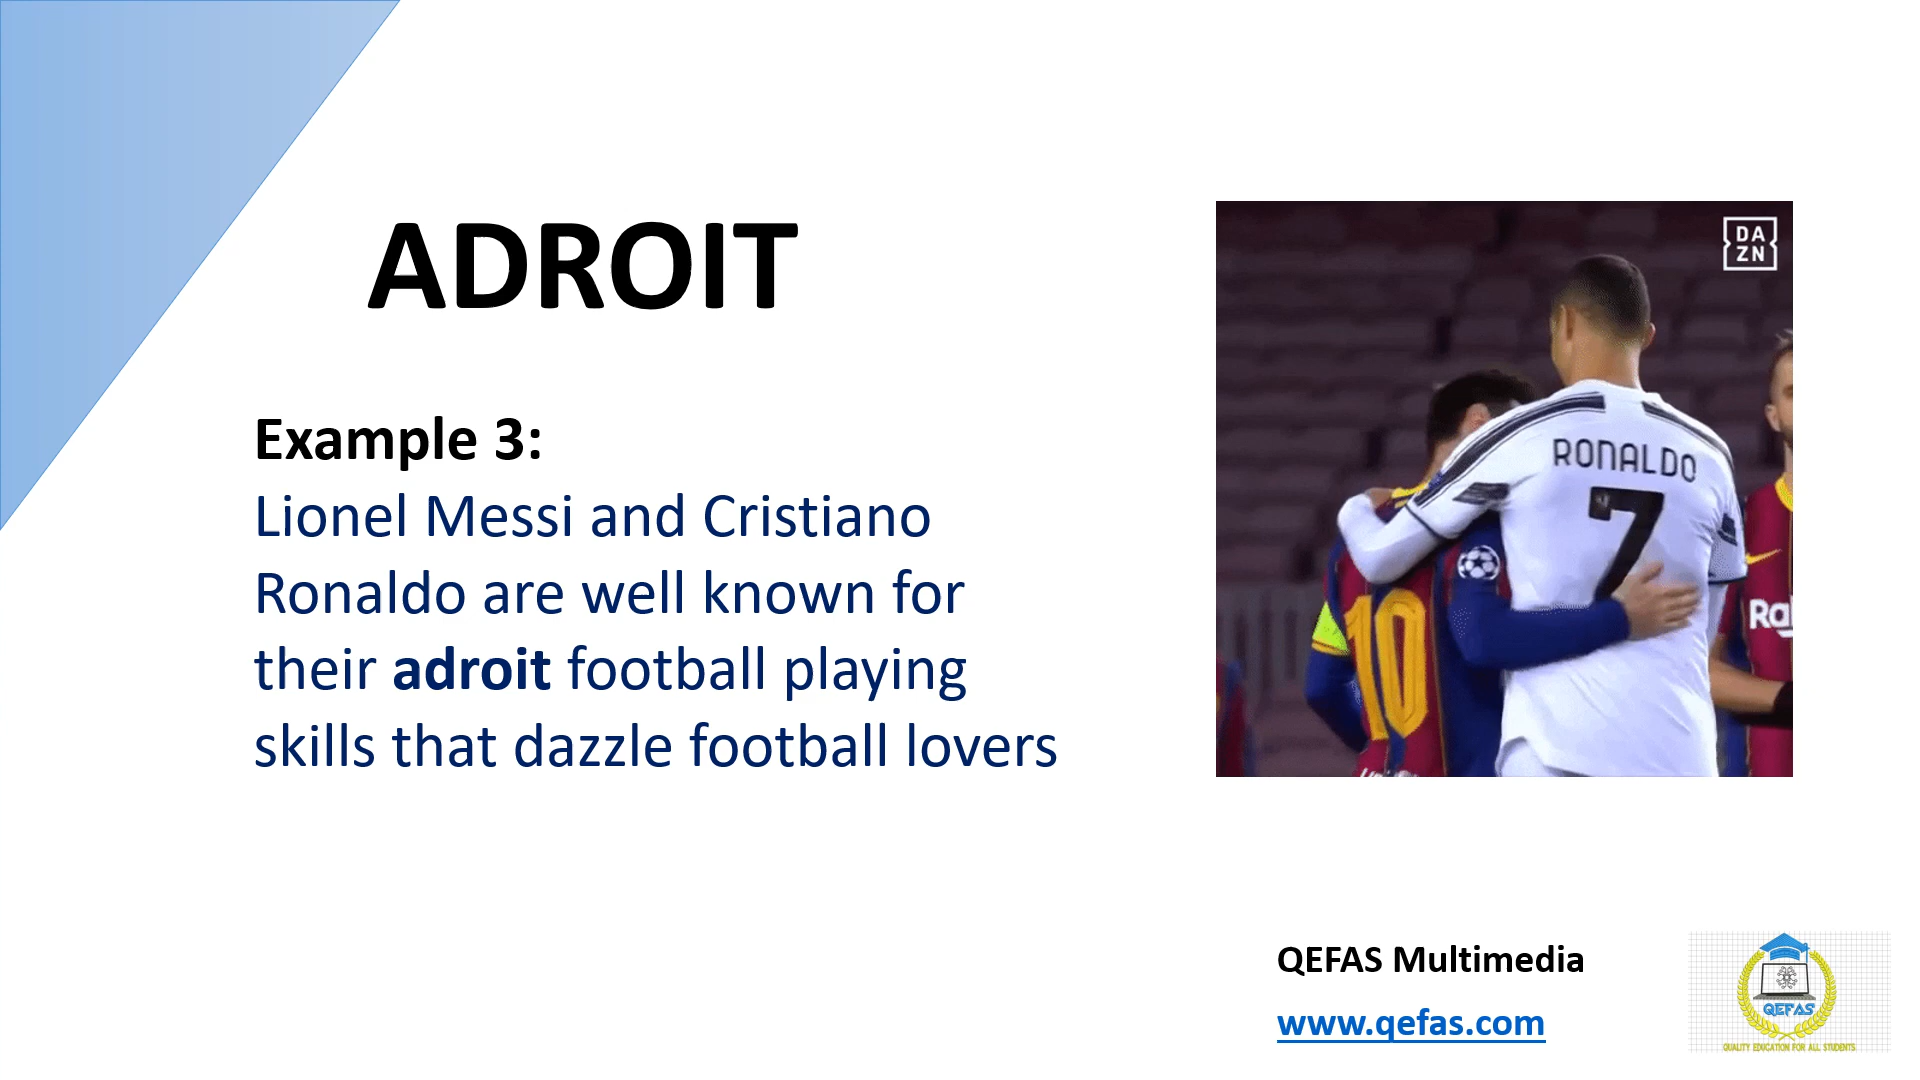 ADROIT
Example 3:
Lionel Messi and Cristiano
Ronaldo are well known for
their adroit football playing
skills that dazzle football lovers
DA
ZN
RONALDO
7
10
QEFAS Multimedia
www.qefas.com
QEFAS
QUALITY EDUCATION FOR ALL STUDENTS